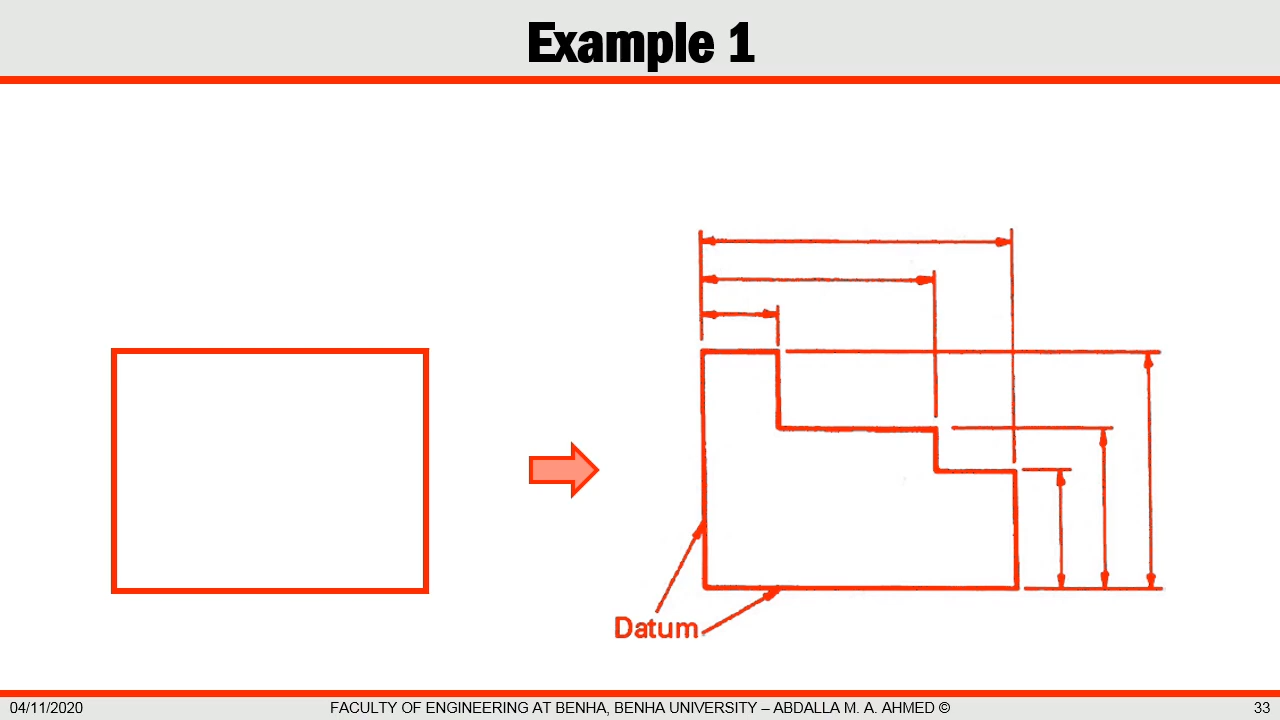 Example 1
Datum
04/11/2020
FACULTY OF ENGINEERING AT BENHA, BENHA UNIVERSITY – ABDALLA M. A. AHMED ©
33